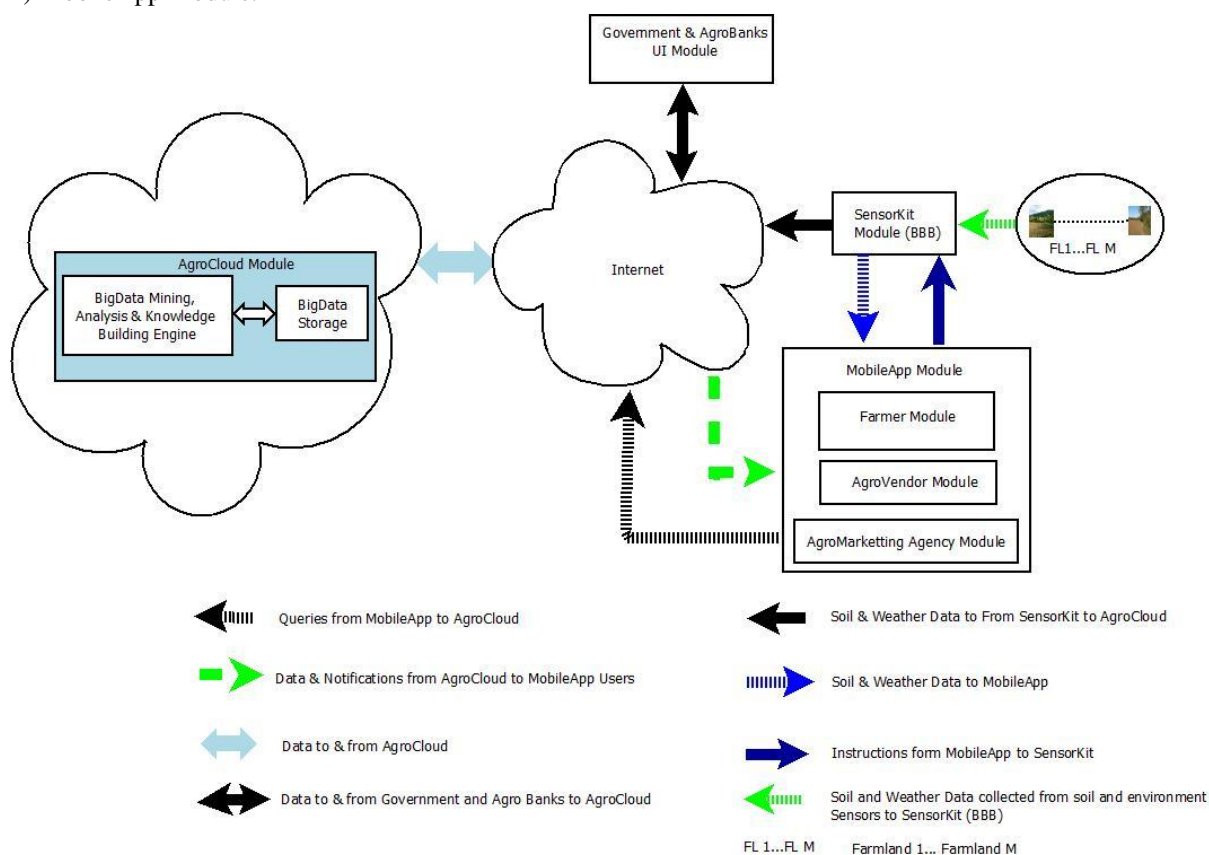 Government & AgroBanks
UI Module
AgroCloud Module
BigData Mining,
Analysis & Knowledge
Building Engine
BigData
Storage
Internet
SensorKit
Module (BBB)
FL1...FL M
MobileApp Module
Farmer Module
AgroVendor Module
AgroMarketting Agency Module
Queries from MobileApp to AgroCloud
Data & Notifications from AgroCloud to MobileApp Users
Data to & from AgroCloud
Data to & from Government and Agro Banks to AgroCloud
Soil & Weather Data to From SensorKit to AgroCloud
Soil & Weather Data to MobileApp
Instructions form MobileApp to SensorKit
Soil and Weather Data collected from soil and environment
Sensors to SensorKit (BBB)
FL 1...FL M Farmland 1... Farmland M